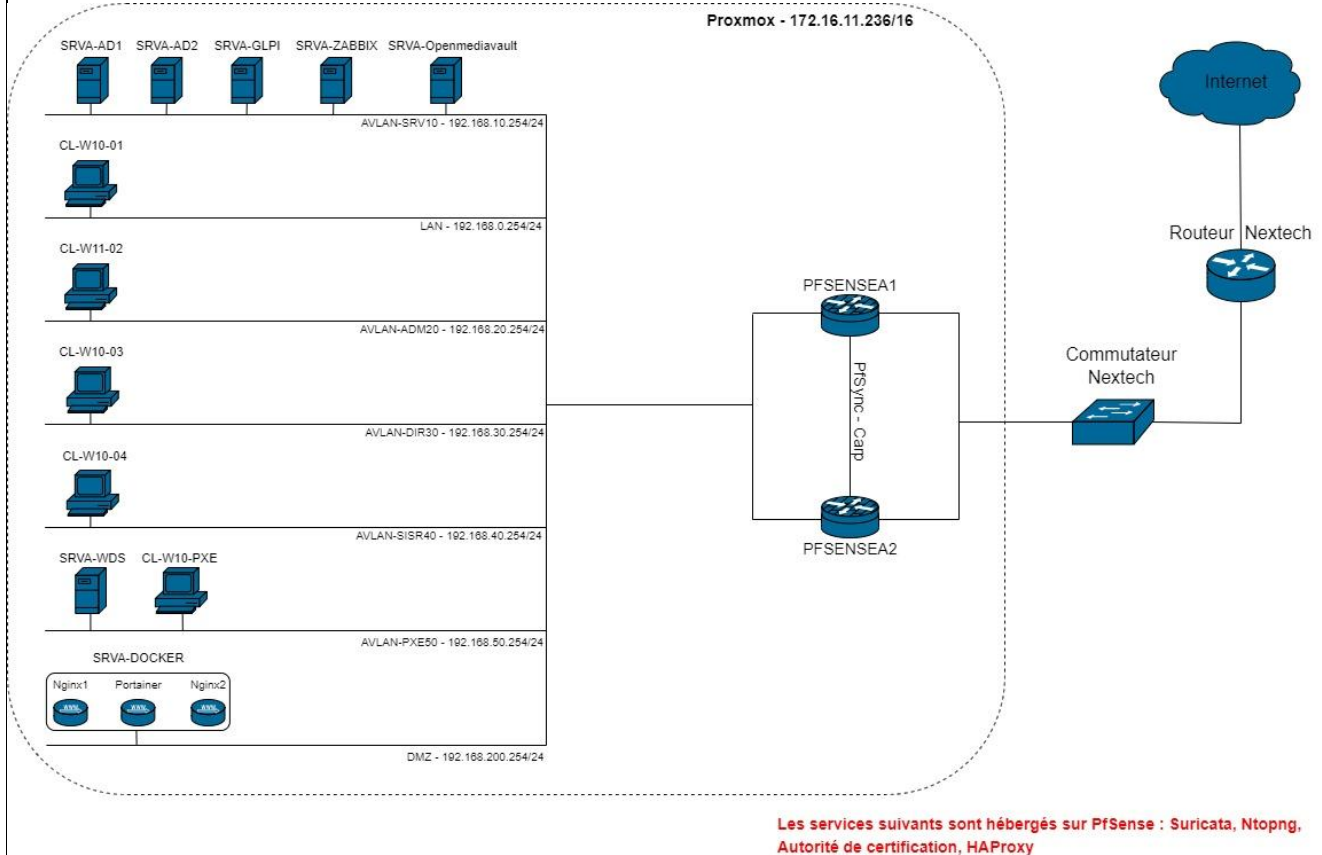 Proxmox - 172.16.11.236/16
SRVA-AD1
SRVA-AD2
SRVA-GLPI
SRVA-ZABBIX
SRVA-Openmediavault
AVLAN-SRV10 - 192.168.10.254/24
CL-W10-01
LAN - 192.168.0.254/24
CL-W11-02
AVLAN-ADM20 - 192.168.20.254/24
CL-W10-03
AVLAN-DIR30 - 192.168.30.254/24
CL-W10-04
AVLAN-SISR40 - 192.168.40.254/24
SRVA-WDS
CL-W10-PXE
AVLAN-PXE50 - 192.168.50.254/24
SRVA-DOCKER
Nginx1
Portainer
Nginx2
WWW
WWW
WWW
DMZ - 192.168.200.254/24
PFSENSEA1
PfSync - Carp
PFSENSEA2
Internet
Routeur Nextech
Commutateur
Nextech
Les services suivants sont hébergés sur PfSense : Suricata, Ntopng,
Autorité de certification, HAProxy